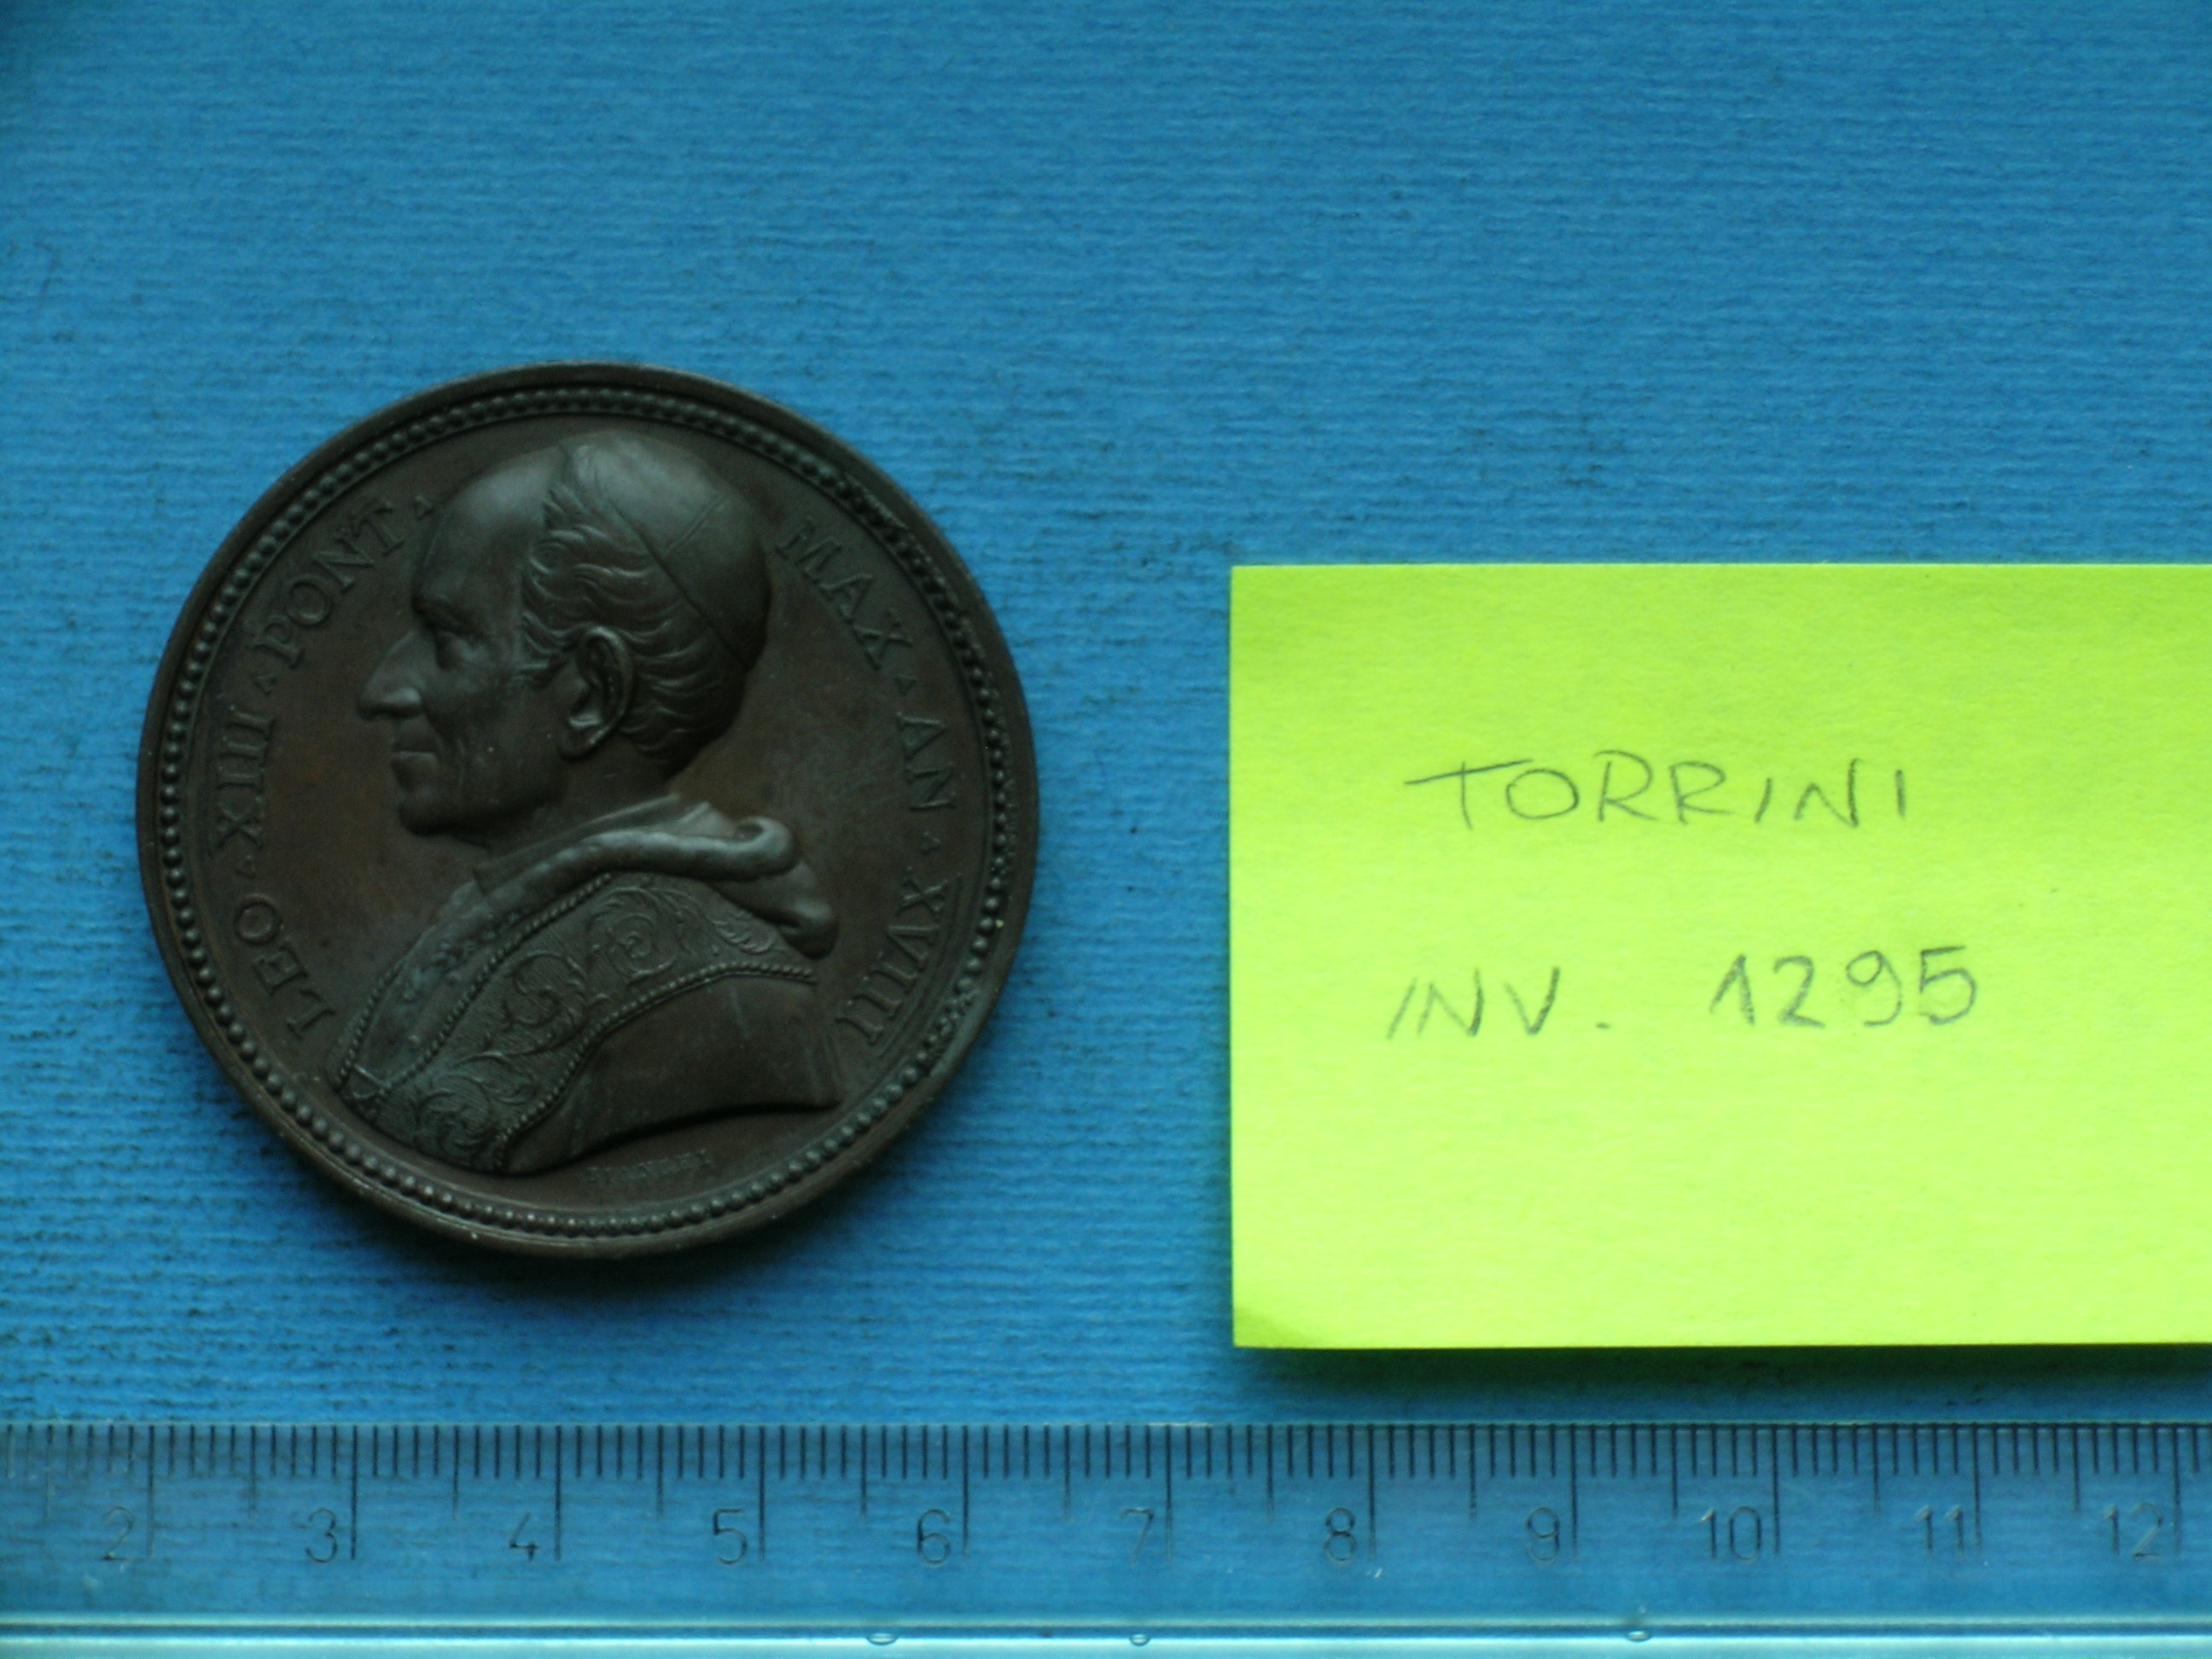 LEO ▵ XIII ▵ PONT ▵ MAX ▵ AN ▵ XVIII
BIANCHI
TORRINI
INV. 1295
2 3 4 5 6 7 8 9 10 11 12